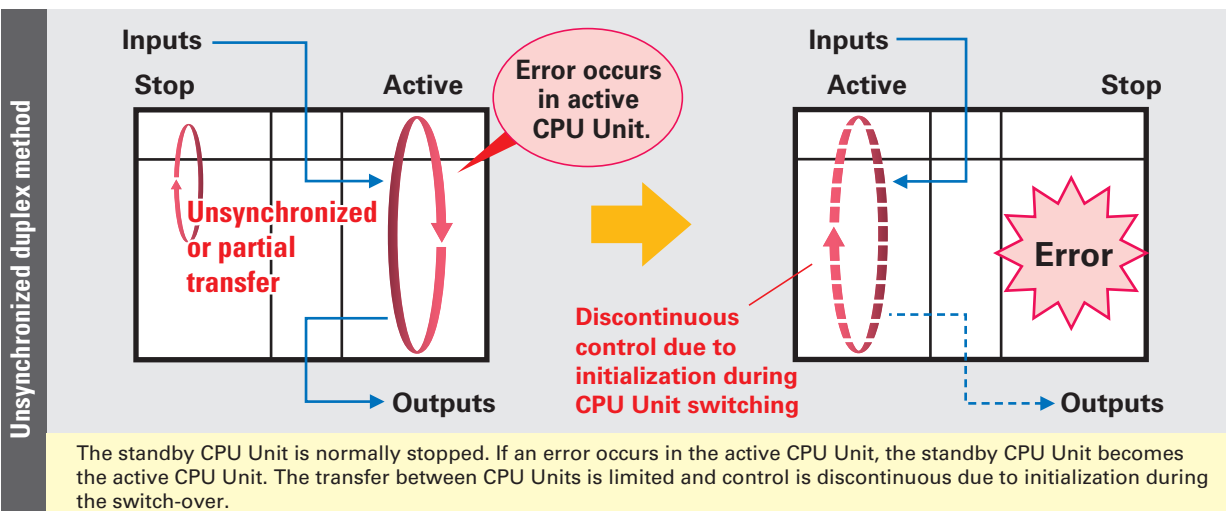 Unsynchronized duplex method
Inputs
Stop
Active
Error occurs
in active
CPU Unit.
Unsynchronized
or partial
transfer
Outputs
Inputs
Active
Stop
Error
Discontinuous
control due to
initialization during
CPU Unit switching
Outputs
The standby CPU Unit is normally stopped. If an error occurs in the active CPU Unit, the standby CPU Unit becomes
the active CPU Unit. The transfer between CPU Units is limited and control is discontinuous due to initialization during
the switch-over.